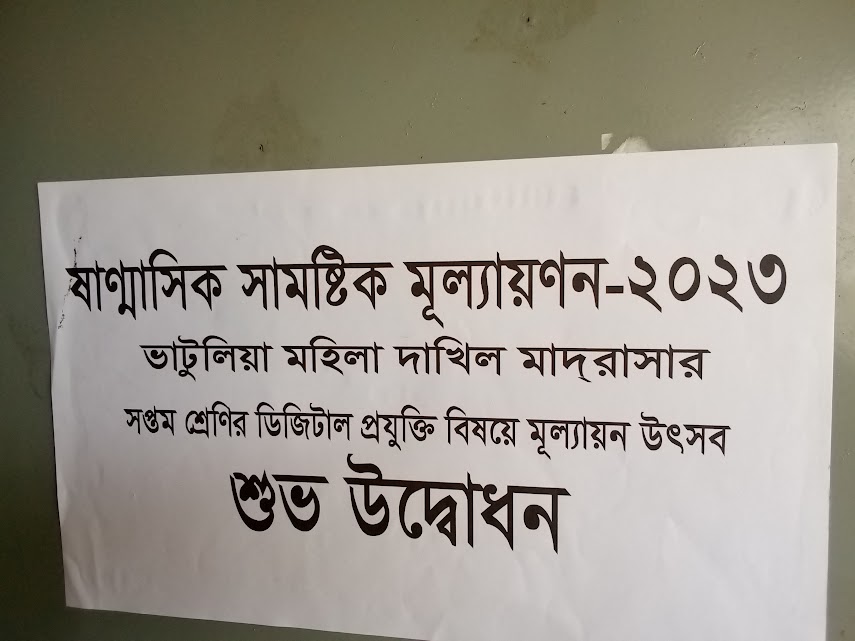 ষাণ্মাসিক সামষ্টিক মূল্যায়ণন-২০২৩
ভাটুলিয়া মহিলা দাখিল মাদ্‌রাসার
সপ্তম শ্রেণির ডিজিটাল প্রযুক্তি বিষয়ে মূল্যায়ন উৎসব
শুভ উদ্বোধন